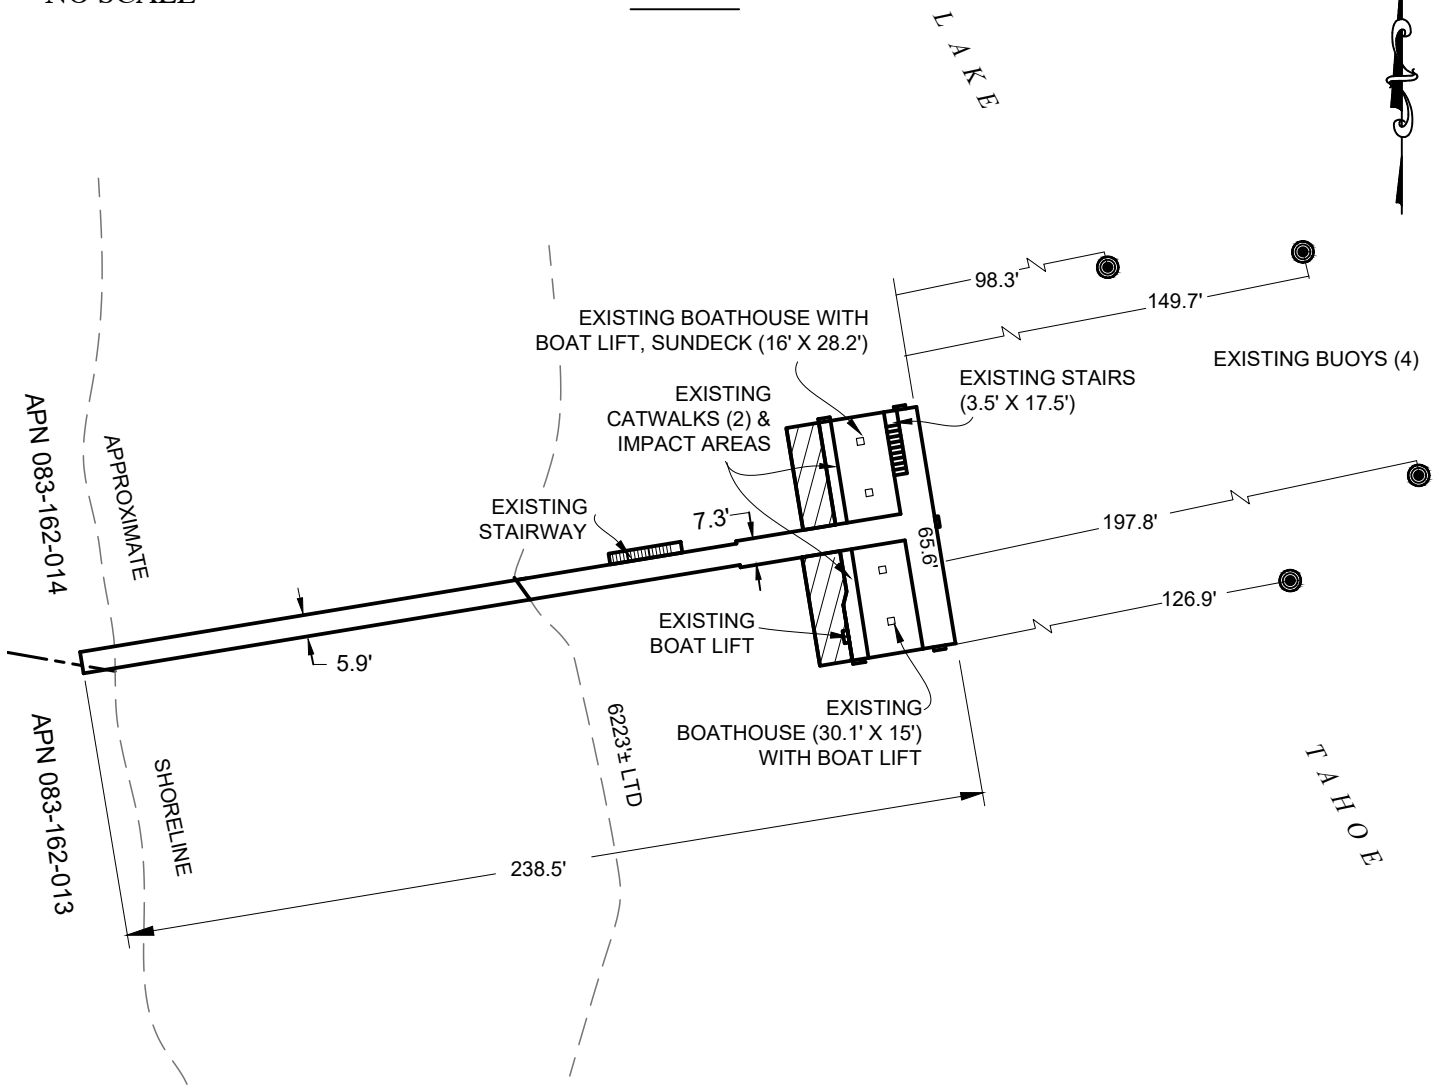 NO SCALE
LAKE
98.3'
149.7'
EXISTING BOATHOUSE WITH
BOAT LIFT, SUNDECK (16' X 28.2')
EXISTING BUOYS (4)
EXISTING STAIRS
(3.5' X 17.5')
EXISTING
CATWALKS (2) &
IMPACT AREAS
APN 083-162-014
APPROXIMATE
EXISTING
STAIRWAY
7.3'
65.6'
197.8'
126.9'
EXISTING
BOAT LIFT
5.9'
EXISTING
BOATHOUSE (30.1' X 15')
WITH BOAT LIFT
6223'± LTD
APN 083-162-013
SHORELINE
TAHOE
238.5'